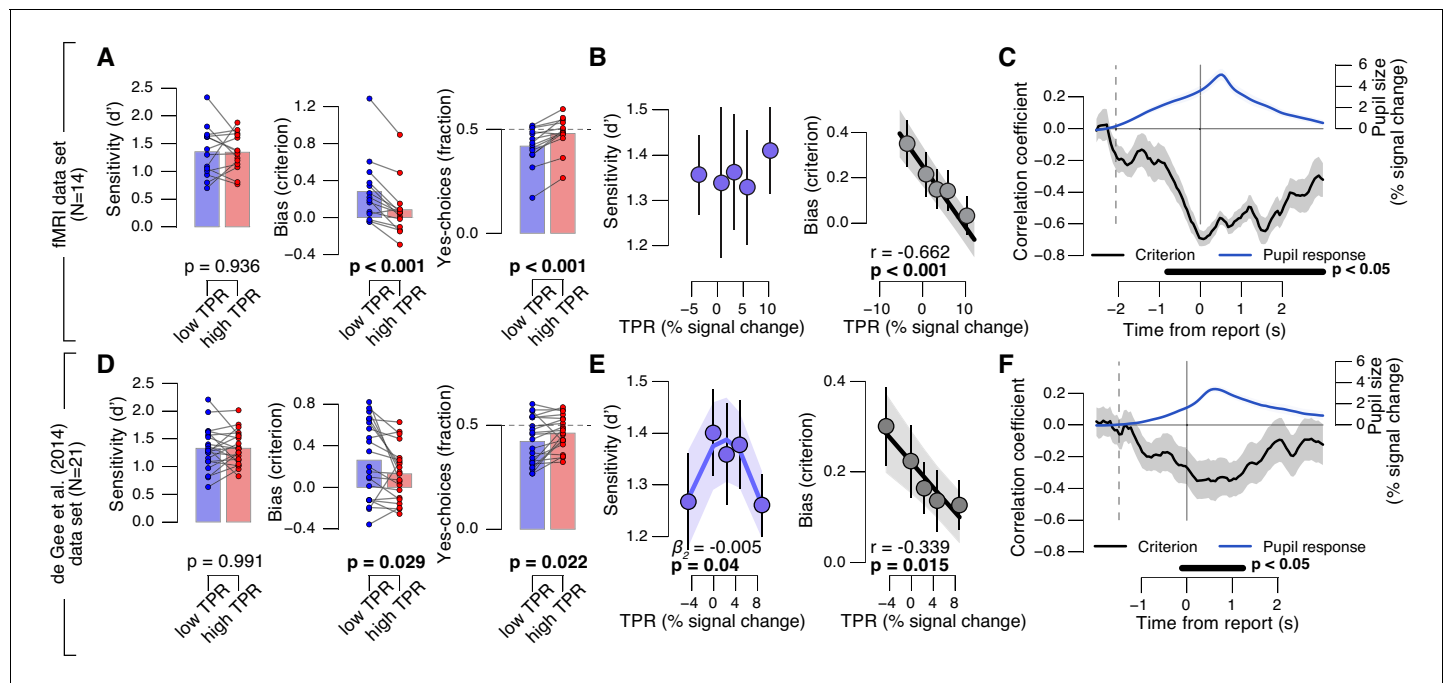 fMRI data set
(N=14)
A
Sensitivity (d')
2.5
2.0
1.5
1.0
0.5
0.0
p = 0.936
low TPR
high TPR
Bias (criterion)
1.2
0.8
0.4
0.0
−0.4
p < 0.001
low TPR
high TPR
Yes-choices (fraction)
0.5
0.0
p < 0.001
low TPR
high TPR
B
Sensitivity (d')
1.5
1.4
1.3
1.2
−5 0 5 10
TPR (% signal change)
Bias (criterion)
0.4
0.2
0.0
r = -0.662
p < 0.001
−10 0 10
TPR (% signal change)
C
Correlation coefficient
0.2
0.0
−0.2
−0.4
−0.6
−0.8
6
4
2
0
Pupil size
(% signal change)
Criterion
Pupil response
p < 0.05
−2 −1 0 1 2
Time from report (s)
de Gee et al. (2014)
data set (N=21)
D
Sensitivity (d')
2.5
2.0
1.5
1.0
0.5
0.0
p = 0.991
low TPR
high TPR
Bias (criterion)
0.8
0.4
0.0
−0.4
p = 0.029
low TPR
high TPR
Yes-choices (fraction)
0.5
0.0
p = 0.022
low TPR
high TPR
E
Sensitivity (d')
1.5
1.4
1.3
1.2
β2 = -0.005
p = 0.04
−4 0 4 8
TPR (% signal change)
Bias (criterion)
0.4
0.2
0.0
r = -0.339
p = 0.015
−4 0 4 8
TPR (% signal change)
F
Correlation coefficient
0.2
0.0
−0.2
−0.4
−0.6
−0.8
6
4
2
0
Pupil size
(% signal change)
Criterion
Pupil response
p < 0.05
−1 0 1 2
Time from report (s)